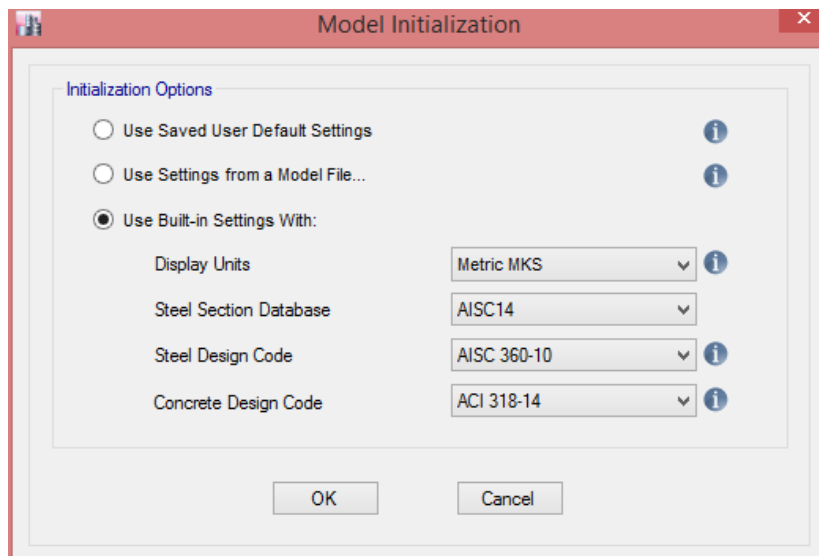 Model Initialization
Initialization Options
Use Saved User Default Settings
Use Settings from a Model File...
Use Built-in Settings With:
Display Units Metric MKS
Steel Section Database AISC14
Steel Design Code AISC 360-10
Concrete Design Code ACI 318-14
OK Cancel